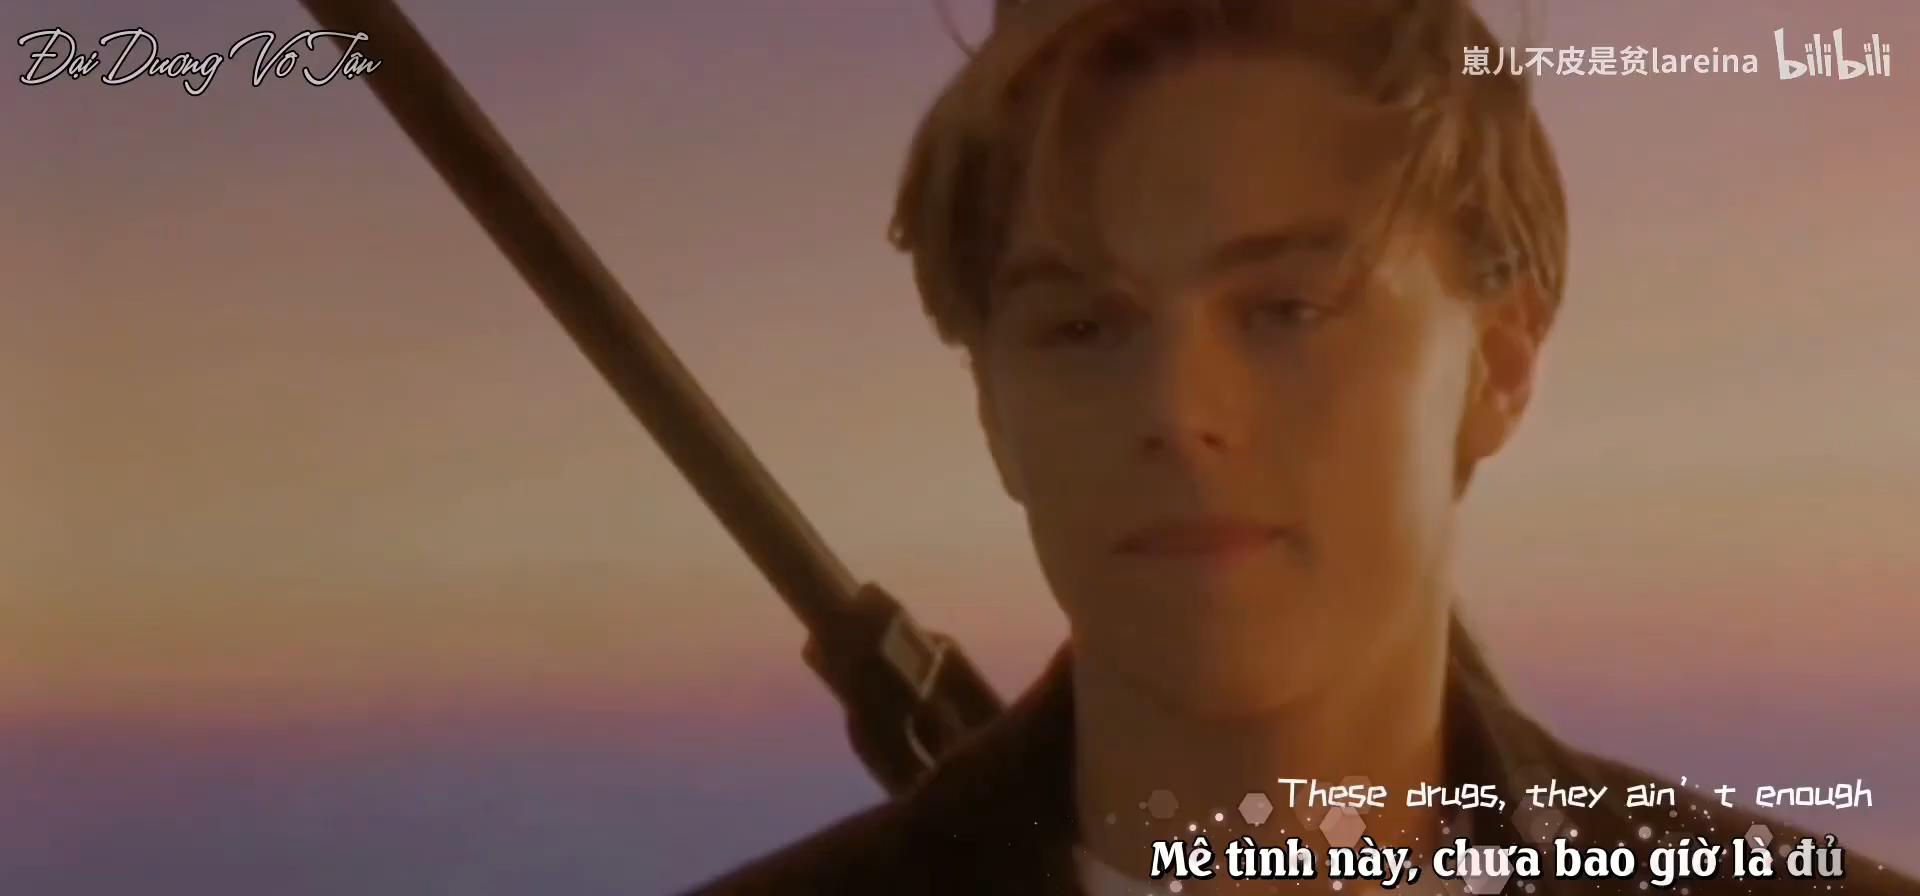 Đại Dương Vô Tận
崽儿不皮是贫lareina bilibili
These drugs, they ain't enough
Mê tình này, chưa bao giờ là đủ